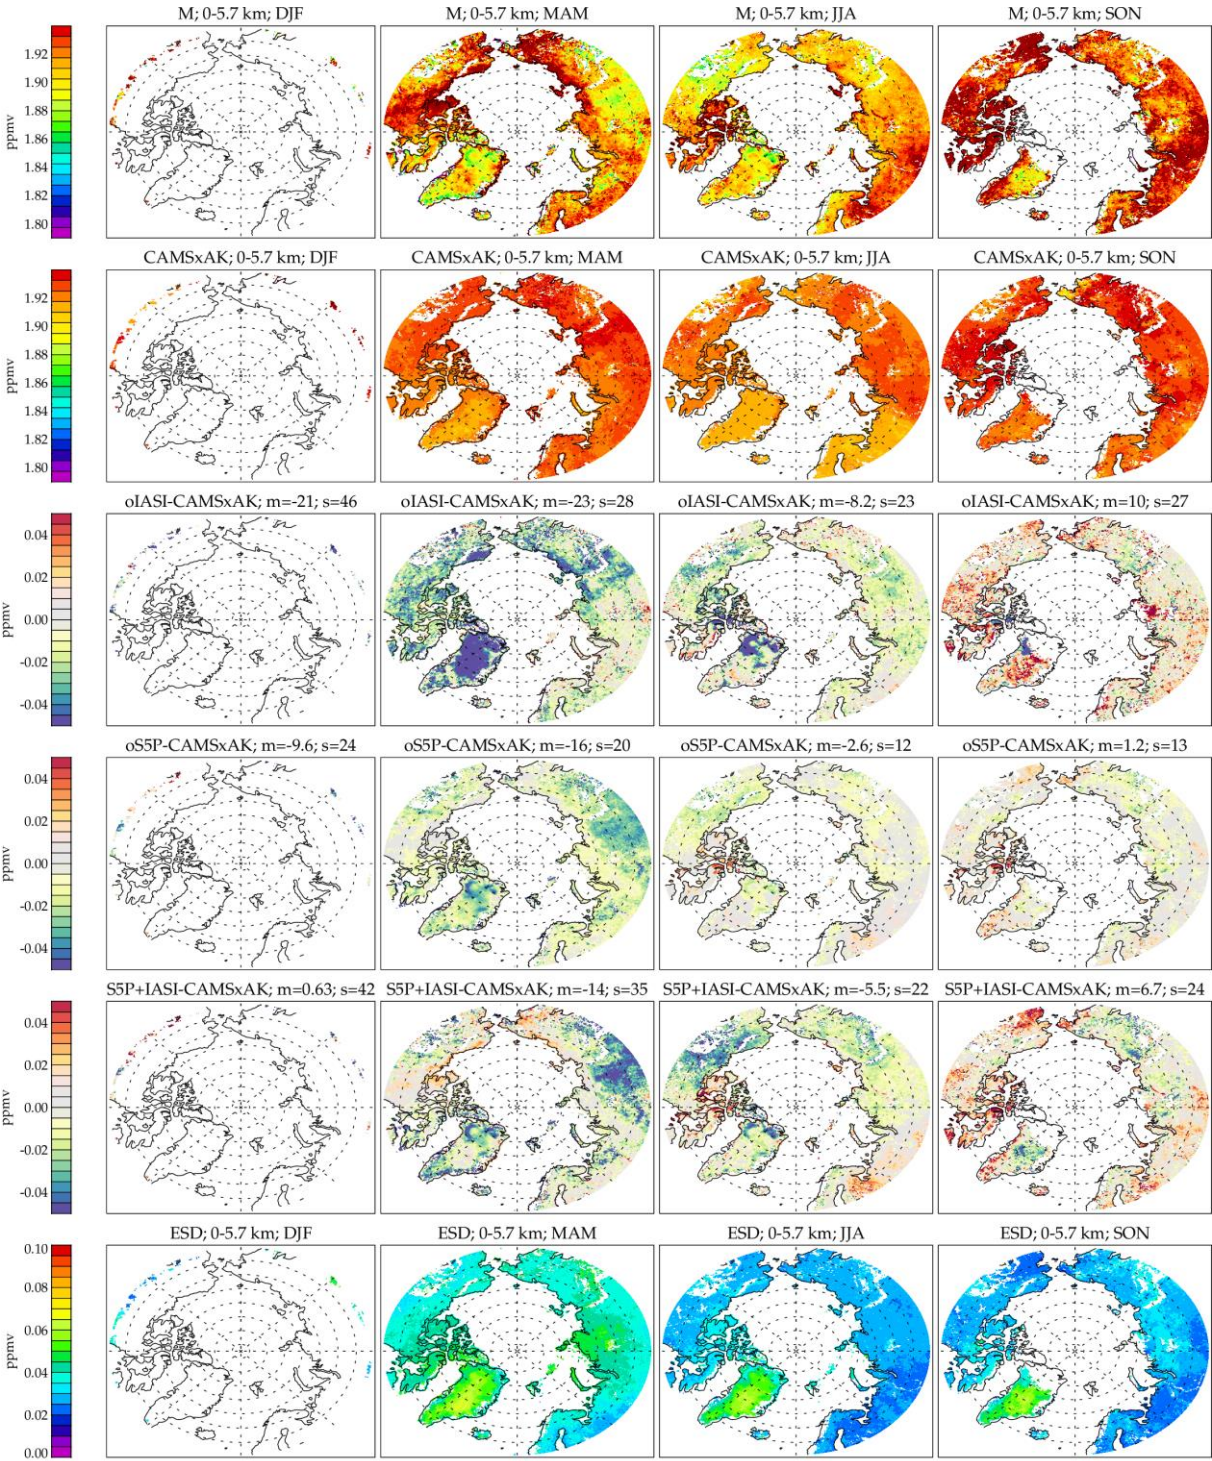 M; 0-5.7 km; DJF
M; 0-5.7 km; MAM
M; 0-5.7 km; JJA
M; 0-5.7 km; SON
1.92
1.90
1.88
1.86
1.84
1.82
1.80
ppmv
CAMSxAK; 0-5.7 km; DJF
CAMSxAK; 0-5.7 km; MAM
CAMSxAK; 0-5.7 km; JJA
CAMSxAK; 0-5.7 km; SON
1.92
1.90
1.88
1.86
1.84
1.82
1.80
ppmv
oIASI-CAMSxAK; m=-21; s=46
oIASI-CAMSxAK; m=-23; s=28
oIASI-CAMSxAK; m=-8.2; s=23
oIASI-CAMSxAK; m=10; s=27
0.04
0.02
0.00
-0.02
-0.04
ppmv
oS5P-CAMSxAK; m=-9.6; s=24
oS5P-CAMSxAK; m=-16; s=20
oS5P-CAMSxAK; m=-2.6; s=12
oS5P-CAMSxAK; m=1.2; s=13
0.04
0.02
0.00
-0.02
-0.04
ppmv
S5P+IASI-CAMSxAK; m=0.63; s=42
S5P+IASI-CAMSxAK; m=-14; s=35
S5P+IASI-CAMSxAK; m=-5.5; s=22
S5P+IASI-CAMSxAK; m=6.7; s=24
0.04
0.02
0.00
-0.02
-0.04
ppmv
ESD; 0-5.7 km; DJF
ESD; 0-5.7 km; MAM
ESD; 0-5.7 km; JJA
ESD; 0-5.7 km; SON
0.10
0.08
0.06
0.04
0.02
0.00
ppmv